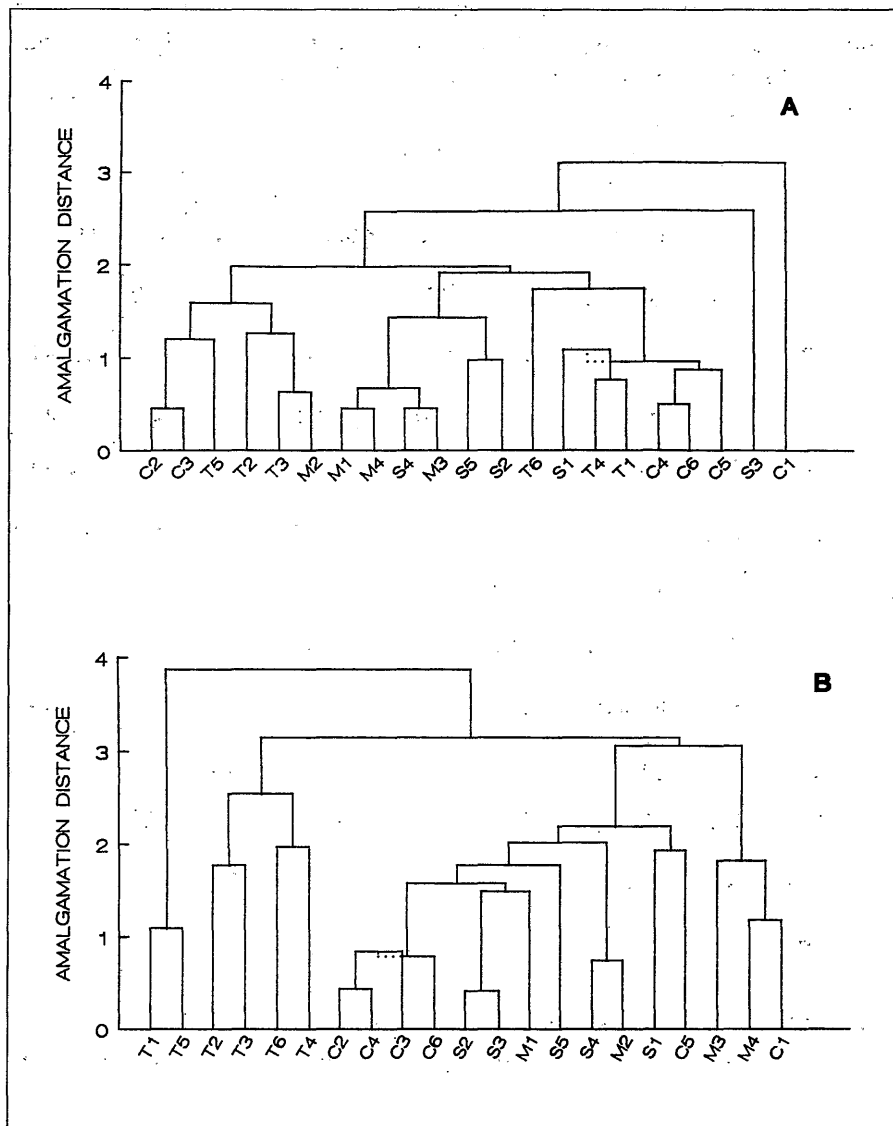 A
AMALGAMATION DISTANCE
4
3
2
1
0
C2 C3 T5 T2 T3 M2 M1 M4 S4 M3 S5 S2 T6 S1 T4 T1 C4 C6 C5 S3 C1
B
AMALGAMATION DISTANCE
4
3
2
1
0
T1 T5 T2 T3 T6 T4 C2 C4 C3 C6 S2 S3 M1 S5 S4 M2 S1 C5 M3 M4 C1